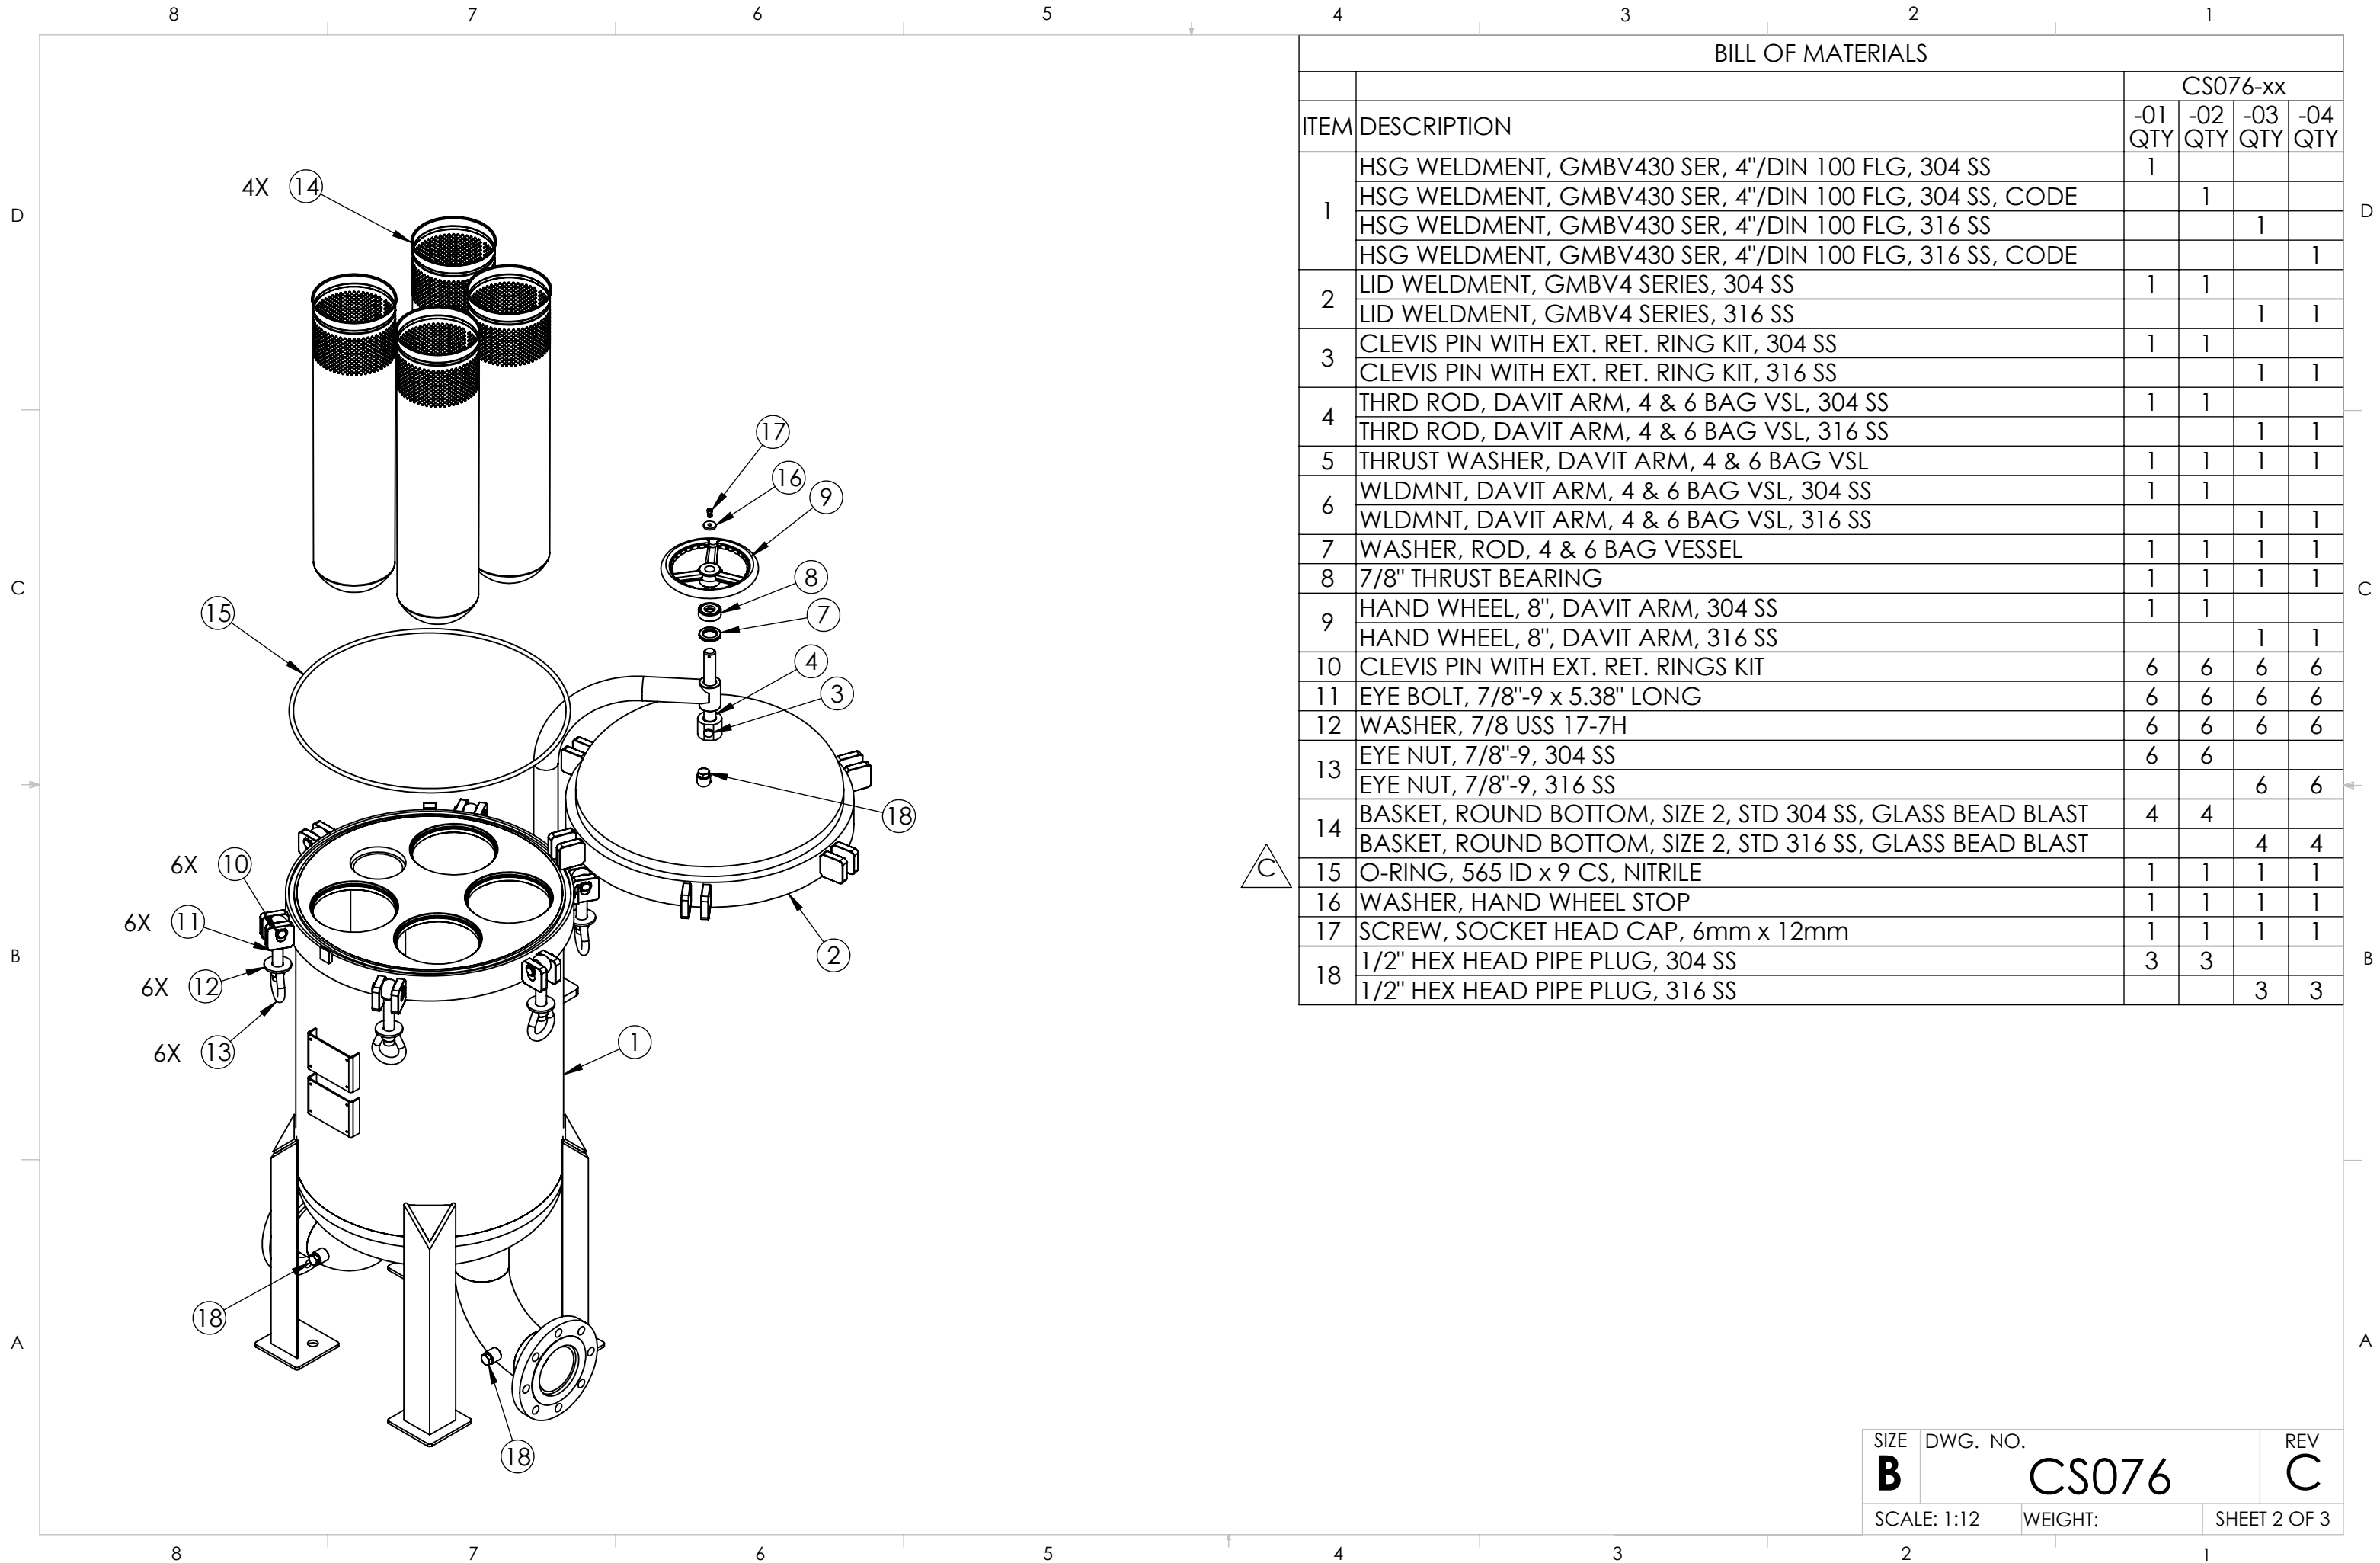 8 7 6 5 4 3 2 1
D
C
B
A
4X 14
17
16
9
8
7
15
4
3
18
6X 10
6X 11
2
6X 12
6X 13
1
18
18
BILL OF MATERIALS
CS076-xx
ITEM DESCRIPTION -01 QTY -02 QTY -03 QTY -04 QTY
1 HSG WELDMENT, GMBV430 SER, 4"/DIN 100 FLG, 304 SS 1
HSG WELDMENT, GMBV430 SER, 4"/DIN 100 FLG, 304 SS, CODE 1
HSG WELDMENT, GMBV430 SER, 4"/DIN 100 FLG, 316 SS 1
HSG WELDMENT, GMBV430 SER, 4"/DIN 100 FLG, 316 SS, CODE 1
2 LID WELDMENT, GMBV4 SERIES, 304 SS 1 1
LID WELDMENT, GMBV4 SERIES, 316 SS 1 1
3 CLEVIS PIN WITH EXT. RET. RING KIT, 304 SS 1 1
CLEVIS PIN WITH EXT. RET. RING KIT, 316 SS 1 1
4 THRD ROD, DAVIT ARM, 4 & 6 BAG VSL, 304 SS 1 1
THRD ROD, DAVIT ARM, 4 & 6 BAG VSL, 316 SS 1 1
5 THRUST WASHER, DAVIT ARM, 4 & 6 BAG VSL 1 1 1 1
6 WLDMNT, DAVIT ARM, 4 & 6 BAG VSL, 304 SS 1 1
WLDMNT, DAVIT ARM, 4 & 6 BAG VSL, 316 SS 1 1
7 WASHER, ROD, 4 & 6 BAG VESSEL 1 1 1 1
8 7/8" THRUST BEARING 1 1 1 1
9 HAND WHEEL, 8", DAVIT ARM, 304 SS 1 1
HAND WHEEL, 8", DAVIT ARM, 316 SS 1 1
10 CLEVIS PIN WITH EXT. RET. RINGS KIT 6 6 6 6
11 EYE BOLT, 7/8"-9 x 5.38" LONG 6 6 6 6
12 WASHER, 7/8 USS 17-7H 6 6 6 6
13 EYE NUT, 7/8"-9, 304 SS 6 6
EYE NUT, 7/8"-9, 316 SS 6 6
14 BASKET, ROUND BOTTOM, SIZE 2, STD 304 SS, GLASS BEAD BLAST 4 4
BASKET, ROUND BOTTOM, SIZE 2, STD 316 SS, GLASS BEAD BLAST 4 4
C 15 O-RING, 565 ID x 9 CS, NITRILE 1 1 1 1
16 WASHER, HAND WHEEL STOP 1 1 1 1
17 SCREW, SOCKET HEAD CAP, 6mm x 12mm 1 1 1 1
18 1/2" HEX HEAD PIPE PLUG, 304 SS 3 3
1/2" HEX HEAD PIPE PLUG, 316 SS 3 3
D
C
B
A
SIZE DWG. NO. REV
B CS076 C
SCALE: 1:12 WEIGHT: SHEET 2 OF 3
8 7 6 5 4 3 2 1